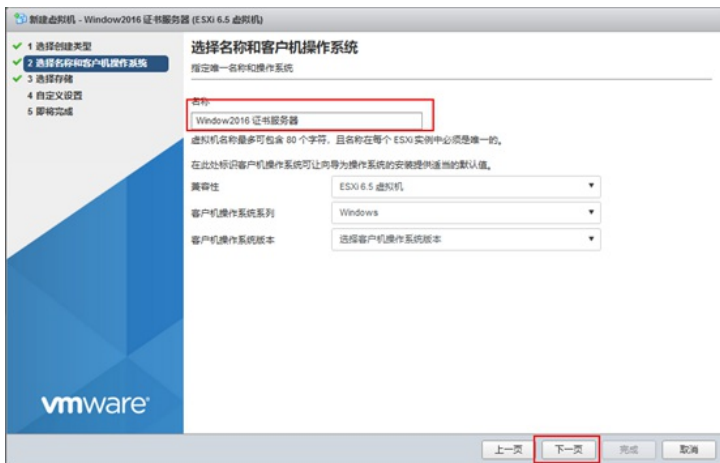 新建虚拟机 - Window2016 证书服务器 (ESXi 6.5 虚拟机)
1 选择创建类型
2 选择名称和客户机操作系统
3 选择存储
4 自定义设置
5 即将完成
选择名称和客户机操作系统
指定唯一名称和操作系统
名称
Window2016 证书服务器
虚拟机名称最多可包含 80 个字符，且名称在每个 ESXi 实例中必须是唯一的。
在此处标识客户机操作系统可让向导为操作系统的安装提供适当的默认值。
兼容性 ESXi 6.5 虚拟机
客户机操作系统系列 Windows
客户机操作系统版本 选择客户机操作系统版本
vmware
上一页 下一页 完成 取消